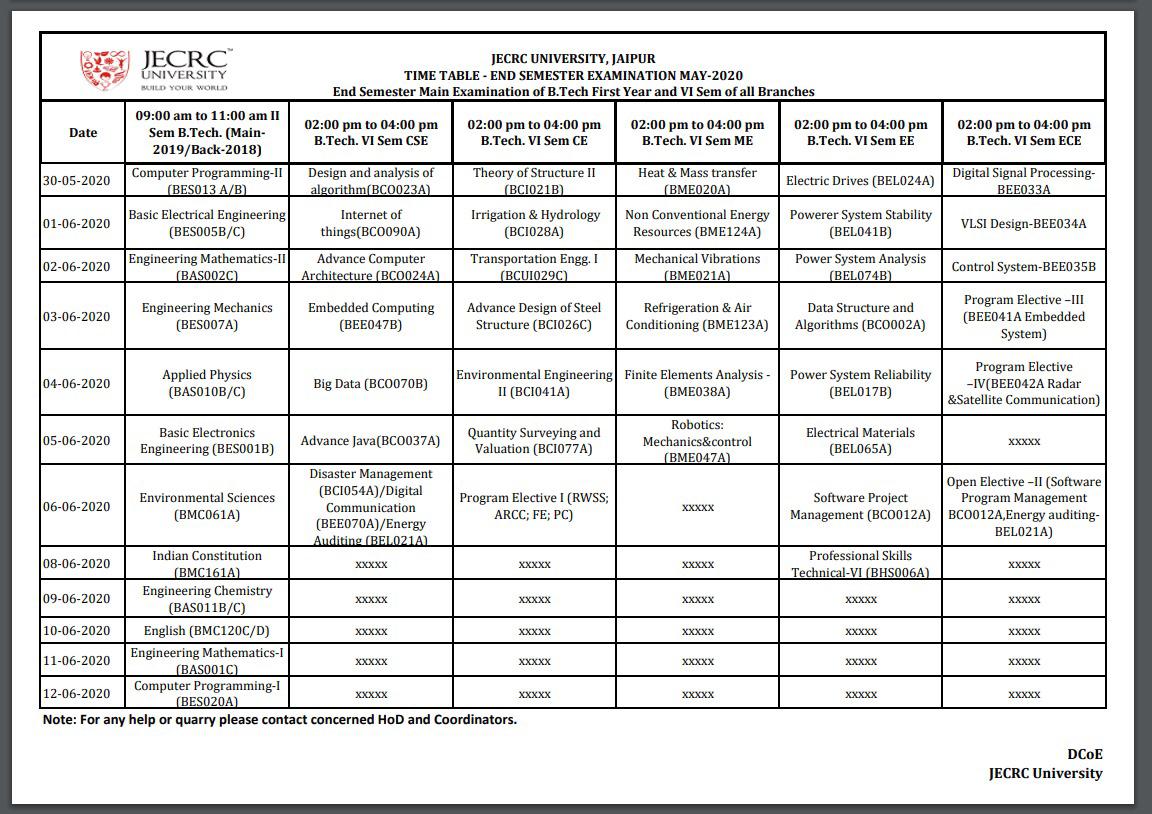 JECRC™
UNIVERSITY
BUILD YOUR WORLD
JECRC UNIVERSITY, JAIPUR
TIME TABLE - END SEMESTER EXAMINATION MAY-2020
End Semester Main Examination of B.Tech First Year and VI Sem of all Branches
Date
09:00 am to 11:00 am II
Sem B.Tech. (Main-
2019/Back-2018)
02:00 pm to 04:00 pm
B.Tech. VI Sem CSE
02:00 pm to 04:00 pm
B.Tech. VI Sem CE
02:00 pm to 04:00 pm
B.Tech. VI Sem ME
02:00 pm to 04:00 pm
B.Tech. VI Sem EE
02:00 pm to 04:00 pm
B.Tech. VI Sem ECE
30-05-2020
Computer Programming-II
(BES013 A/B)
Design and analysis of
algorithm(BCO023A)
Theory of Structure II
(BCI021B)
Heat & Mass transfer
(BME020A)
Electric Drives (BEL024A)
Digital Signal Processing-
BEE033A
01-06-2020
Basic Electrical Engineering
(BES005B/C)
Internet of
things(BCO090A)
Irrigation & Hydrology
(BCI028A)
Non Conventional Energy
Resources (BME124A)
Powerer System Stability
(BEL041B)
VLSI Design-BEE034A
02-06-2020
Engineering Mathematics-II
(BAS002C)
Advance Computer
Architecture (BCO024A)
Transportation Engg. I
(BCUI029C)
Mechanical Vibrations
(BME021A)
Power System Analysis
(BEL074B)
Control System-BEE035B
03-06-2020
Engineering Mechanics
(BES007A)
Embedded Computing
(BEE047B)
Advance Design of Steel
Structure (BCI026C)
Refrigeration & Air
Conditioning (BME123A)
Data Structure and
Algorithms (BCO002A)
Program Elective –III
(BEE041A Embedded
System)
04-06-2020
Applied Physics
(BAS010B/C)
Big Data (BCO070B)
Environmental Engineering
II (BCI041A)
Finite Elements Analysis -
(BME038A)
Power System Reliability
(BEL017B)
Program Elective
–IV(BEE042A Radar
&Satellite Communication)
05-06-2020
Basic Electronics
Engineering (BES001B)
Advance Java(BCO037A)
Quantity Surveying and
Valuation (BCI077A)
Robotics:
Mechanics&control
(BME047A)
Electrical Materials
(BEL065A)
xxxxx
06-06-2020
Environmental Sciences
(BMC061A)
Disaster Management
(BCI054A)/Digital
Communication
(BEE070A)/Energy
Auditing (BEL021A)
Program Elective I (RWSS;
ARCC; FE; PC)
xxxxx
Software Project
Management (BCO012A)
Open Elective –II (Software
Program Management
BCO012A,Energy auditing-
BEL021A)
08-06-2020
Indian Constitution
(BMC161A)
xxxxx
xxxxx
xxxxx
Professional Skills
Technical-VI (BHS006A)
xxxxx
09-06-2020
Engineering Chemistry
(BAS011B/C)
xxxxx
xxxxx
xxxxx
xxxxx
xxxxx
10-06-2020
English (BMC120C/D)
xxxxx
xxxxx
xxxxx
xxxxx
xxxxx
11-06-2020
Engineering Mathematics-I
(BAS001C)
xxxxx
xxxxx
xxxxx
xxxxx
xxxxx
12-06-2020
Computer Programming-I
(BES020A)
xxxxx
xxxxx
xxxxx
xxxxx
xxxxx
Note: For any help or quarry please contact concerned HoD and Coordinators.
DCoE
JECRC University